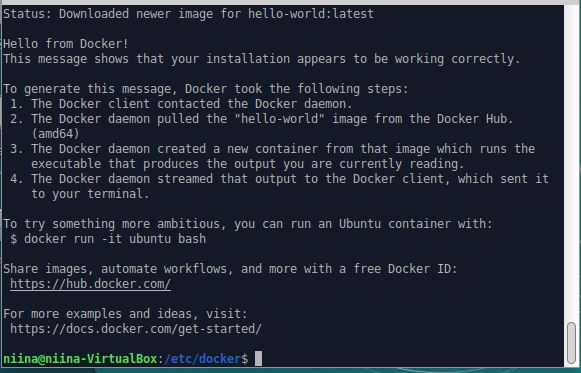 Status: Downloaded newer image for hello-world:latest
Hello from Docker!
This message shows that your installation appears to be working correctly.
To generate this message, Docker took the following steps:
1. The Docker client contacted the Docker daemon.
2. The Docker daemon pulled the "hello-world" image from the Docker Hub.
(amd64)
3. The Docker daemon created a new container from that image which runs the
executable that produces the output you are currently reading.
4. The Docker daemon streamed that output to the Docker client, which sent it
to your terminal.
To try something more ambitious, you can run an Ubuntu container with:
$ docker run -it ubuntu bash
Share images, automate workflows, and more with a free Docker ID:
https://hub.docker.com/
For more examples and ideas, visit:
https://docs.docker.com/get-started/
niina@niina-VirtualBox:/etc/docker$